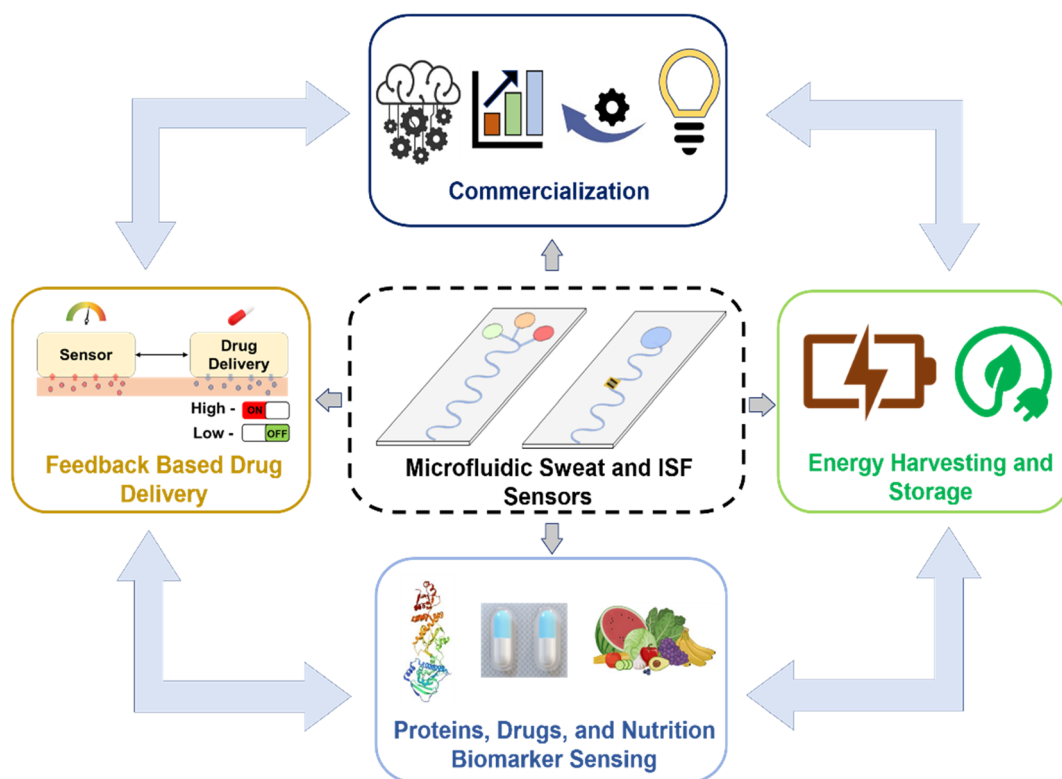 Commercialization
Sensor
Drug
Delivery
High - ON
Low - OFF
Feedback Based Drug
Delivery
Microfluidic Sweat and ISF
Sensors
Energy Harvesting and
Storage
Proteins, Drugs, and Nutrition
Biomarker Sensing